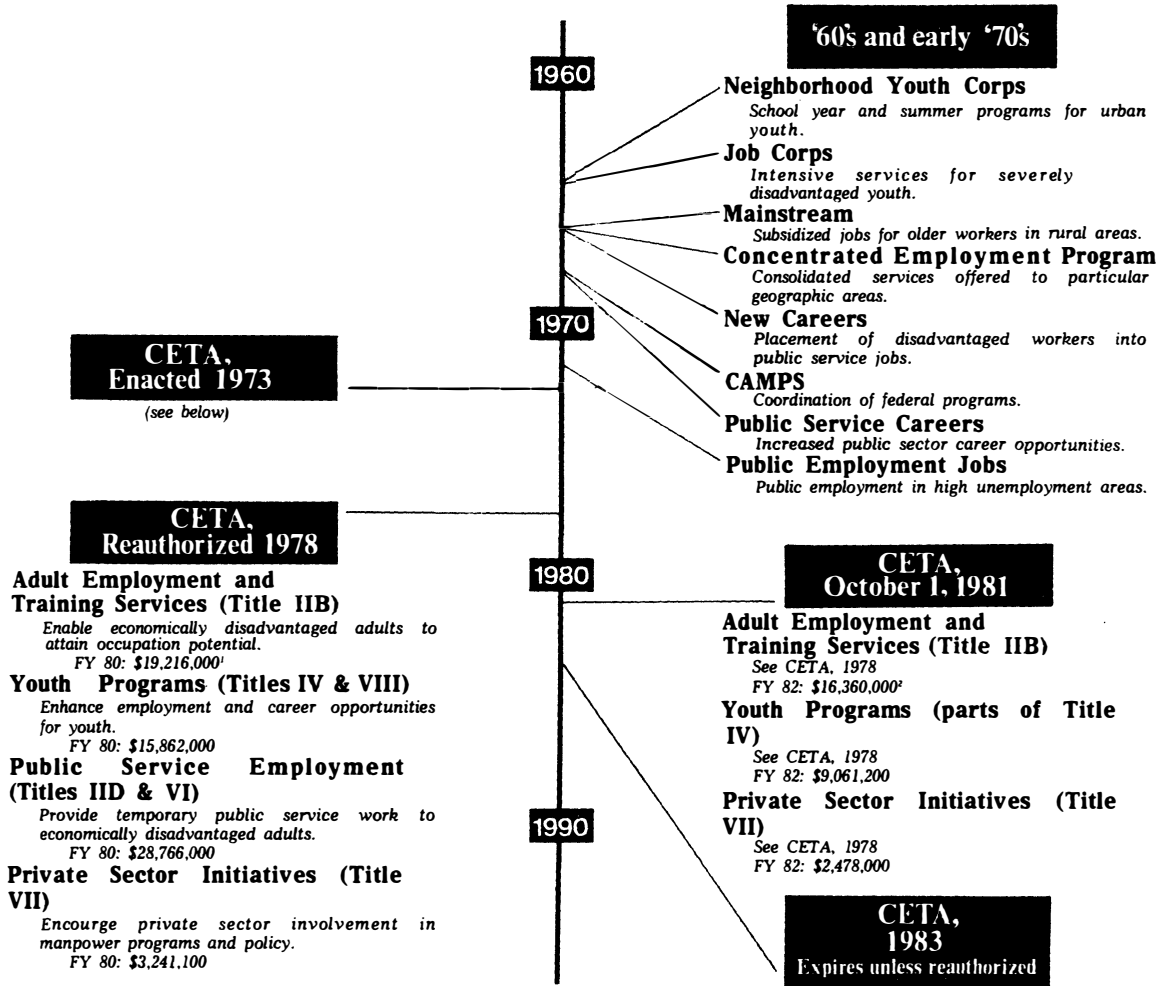 '60's and early '70's
1960
Neighborhood Youth Corps
School year and summer programs for urban
youth.
Job Corps
Intensive services for severely
disadvantaged youth.
Mainstream
Subsidized jobs for older workers in rural areas.
Concentrated Employment Program
Consolidated services offered to particular
geographic areas.
1970
New Careers
Placement of disadvantaged workers into
public service jobs.
CAMPS
Coordination of federal programs.
Public Service Careers
Increased public sector career opportunities.
Public Employment Jobs
Public employment in high unemployment areas.
CETA,
Enacted 1973
(see below)
CETA,
Reauthorized 1978
Adult Employment and
Training Services (Title IIB)
Enable economically disadvantaged adults to
attain occupation potential.
FY 80: $19,216,000¹
Youth Programs (Titles IV & VIII)
Enhance employment and career opportunities
for youth.
FY 80: $15,862,000
Public Service Employment
(Titles IID & VI)
Provide temporary public service work to
economically disadvantaged adults.
FY 80: $28,766,000
Private Sector Initiatives (Title
VII)
Encourge private sector involvement in
manpower programs and policy.
FY 80: $3,241,100
1980
CETA,
October 1, 1981
Adult Employment and
Training Services (Title IIB)
See CETA, 1978
FY 82: $16,360,000²
Youth Programs (parts of Title
IV)
See CETA, 1978
FY 82: $9,061,200
Private Sector Initiatives (Title
VII)
See CETA, 1978
FY 82: $2,478,000
1990
CETA,
1983
Expires unless reauthorized